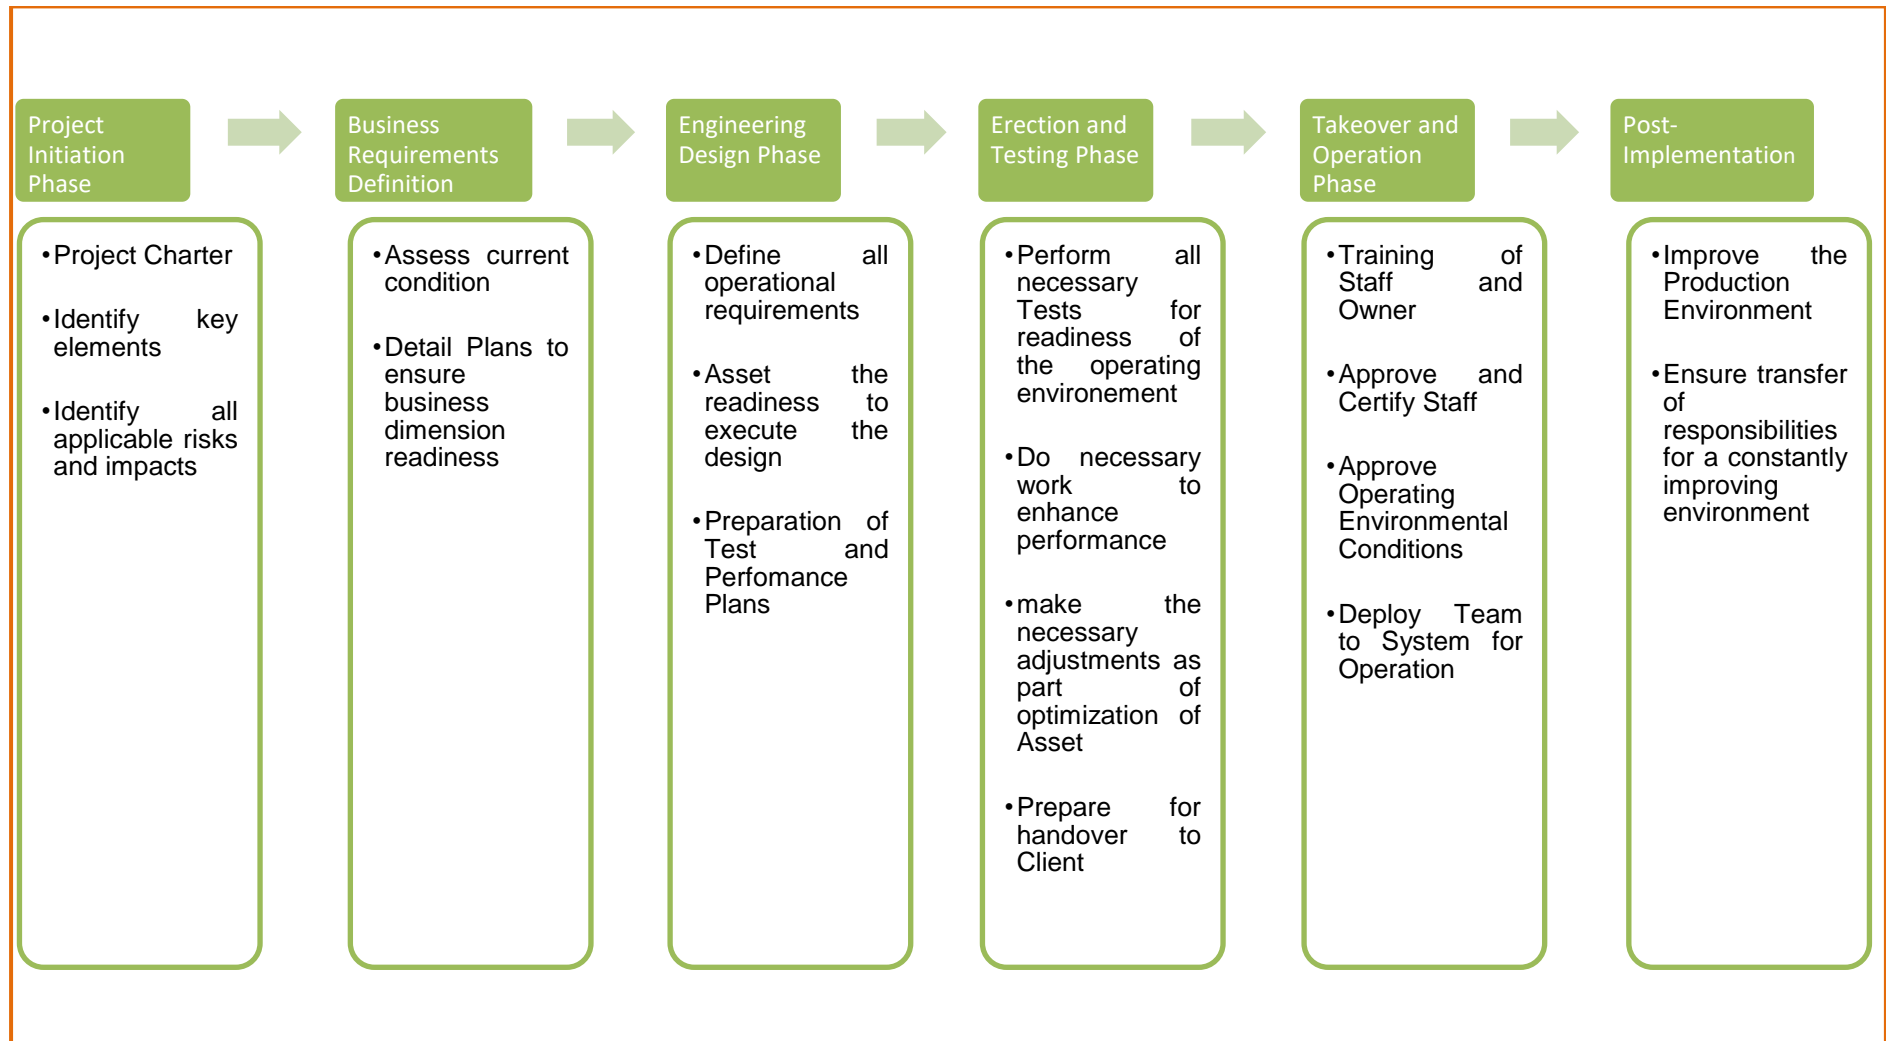 Project
Initiation
Phase
Business
Requirements
Definition
Engineering
Design Phase
Erection and
Testing Phase
Takeover and
Operation
Phase
Post-
Implementation
•Project Charter
•Identify key
elements
•Identify all
applicable risks
and impacts
•Assess current
condition
•Detail Plans to
ensure
business
dimension
readiness
•Define all
operational
requirements
•Asset the
readiness to
execute the
design
•Preparation of
Test and
Perfomance
Plans
•Perform all
necessary
Tests for
readiness of
the operating
environement
•Do necessary
work to
enhance
performance
•make the
necessary
adjustments as
part of
optimization of
Asset
•Prepare for
handover to
Client
•Training of
Staff and
Owner
•Approve and
Certify Staff
•Approve
Operating
Environmental
Conditions
•Deploy Team
to System for
Operation
•Improve the
Production
Environment
•Ensure transfer
of
responsibilities
for a constantly
improving
environment